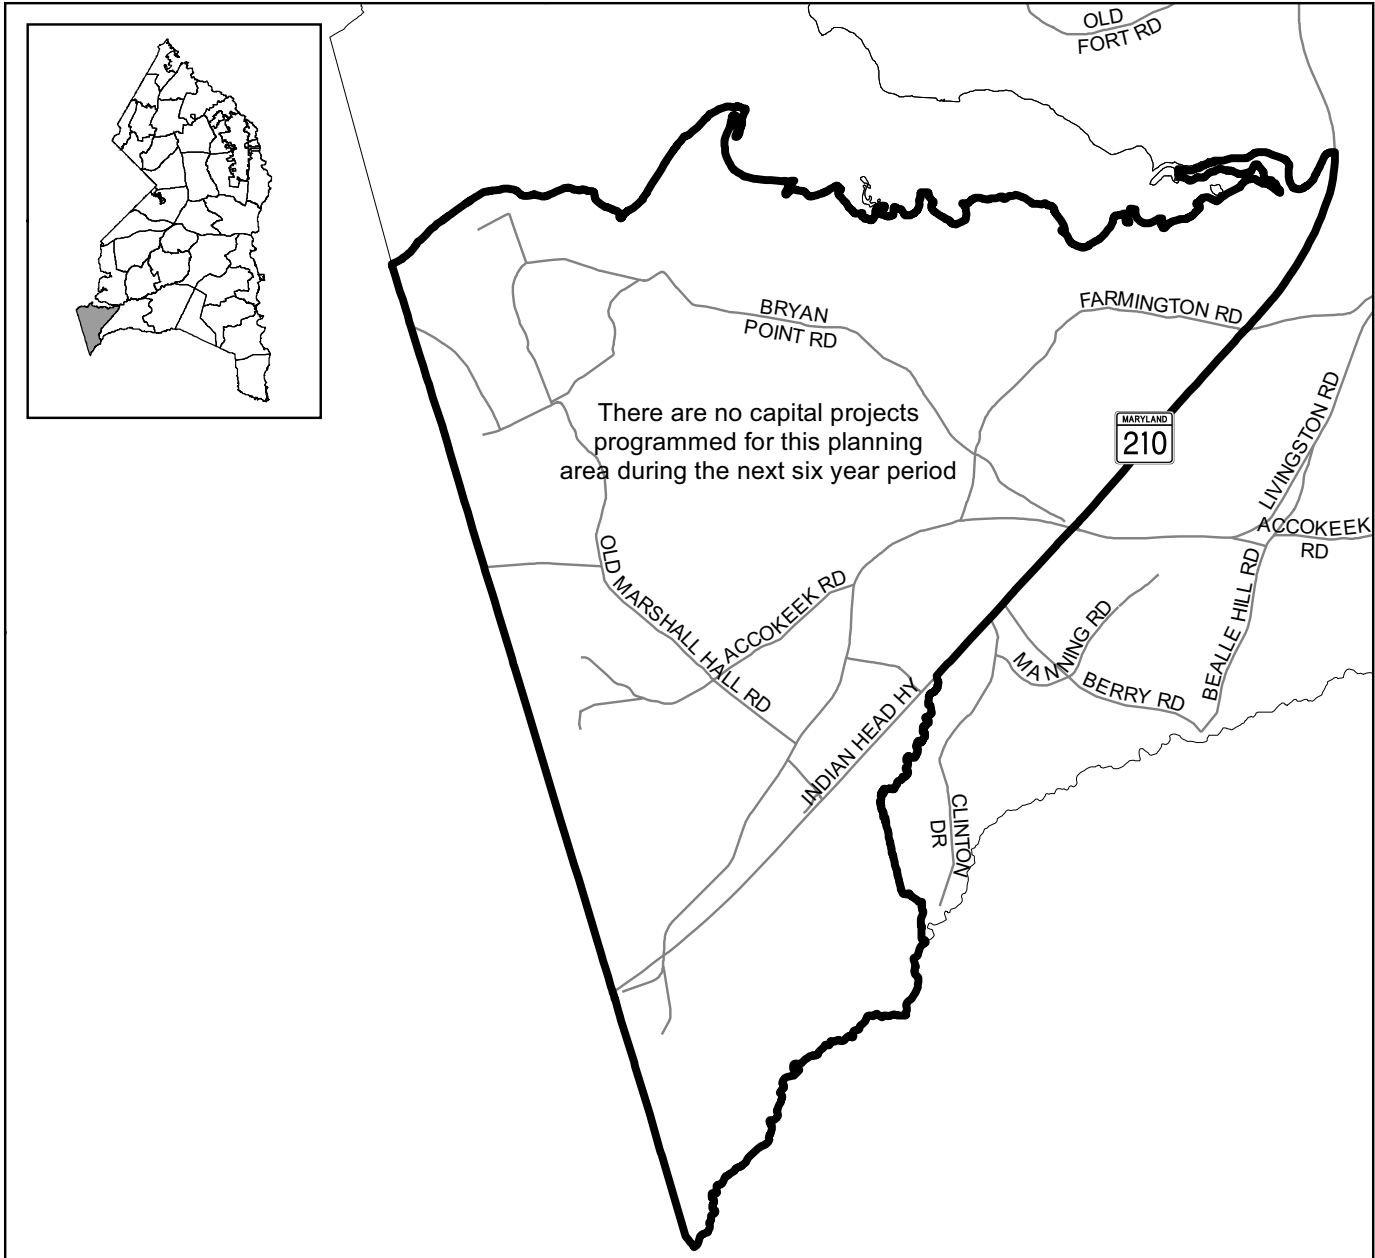 OLD
FORT RD
BRYAN
POINT RD
FARMINGTON RD
There are no capital projects
programmed for this planning
area during the next six year period
MARYLAND
210
LIVINGSTON RD
ACCOKEEK
RD
OLD MARSHALL HALL RD
ACCOKEEK RD
MANNING RD
BERRY RD
BEALLE HILL RD
INDIAN HEAD HY
CLINTON
DR